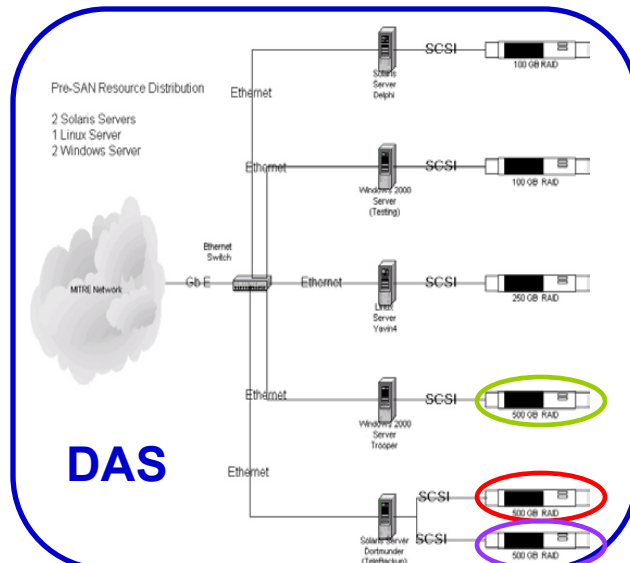 Pre-SAN Resource Distribution
2 Solaris Servers
1 Linux Server
2 Windows Server
MITRE Network
Gb E
Ethernet
Switch
Ethernet
Solaris
Server
Delphi
SCSI
100 GB RAID
Ethernet
Windows 2000
Server
(Testing)
SCSI
100 GB RAID
Ethernet
Linux
Server
Yavin4
SCSI
250 GB RAID
Ethernet
Windows 2000
Server
Trooper
SCSI
500 GB RAID
Ethernet
Solaris Server
Dortmunder
(TeleBackup)
SCSI
500 GB RAID
SCSI
500 GB RAID
DAS